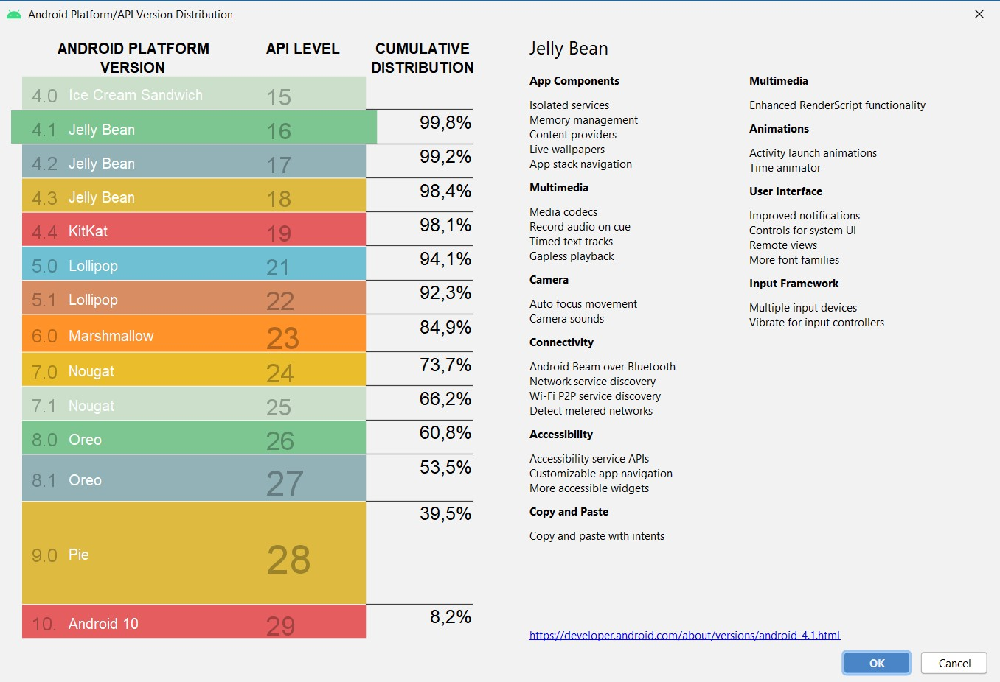 Android Platform/API Version Distribution
ANDROID PLATFORM
VERSION
API LEVEL
CUMULATIVE
DISTRIBUTION
4.0 Ice Cream Sandwich 15
99,8%
4.1 Jelly Bean 16
99,2%
4.2 Jelly Bean 17
98,4%
4.3 Jelly Bean 18
98,1%
4.4 KitKat 19
94,1%
5.0 Lollipop 21
92,3%
5.1 Lollipop 22
84,9%
6.0 Marshmallow 23
73,7%
7.0 Nougat 24
66,2%
7.1 Nougat 25
60,8%
8.0 Oreo 26
53,5%
8.1 Oreo 27
39,5%
9.0 Pie 28
8,2%
10. Android 10 29
Jelly Bean
App Components
Isolated services
Memory management
Content providers
Live wallpapers
App stack navigation
Multimedia
Media codecs
Record audio on cue
Timed text tracks
Gapless playback
Camera
Auto focus movement
Camera sounds
Connectivity
Android Beam over Bluetooth
Network service discovery
Wi-Fi P2P service discovery
Detect metered networks
Accessibility
Accessibility service APIs
Customizable app navigation
More accessible widgets
Copy and Paste
Copy and paste with intents
Multimedia
Enhanced RenderScript functionality
Animations
Activity launch animations
Time animator
User Interface
Improved notifications
Controls for system UI
Remote views
More font families
Input Framework
Multiple input devices
Vibrate for input controllers
https://developer.android.com/about/versions/android-4.1.html
OK
Cancel